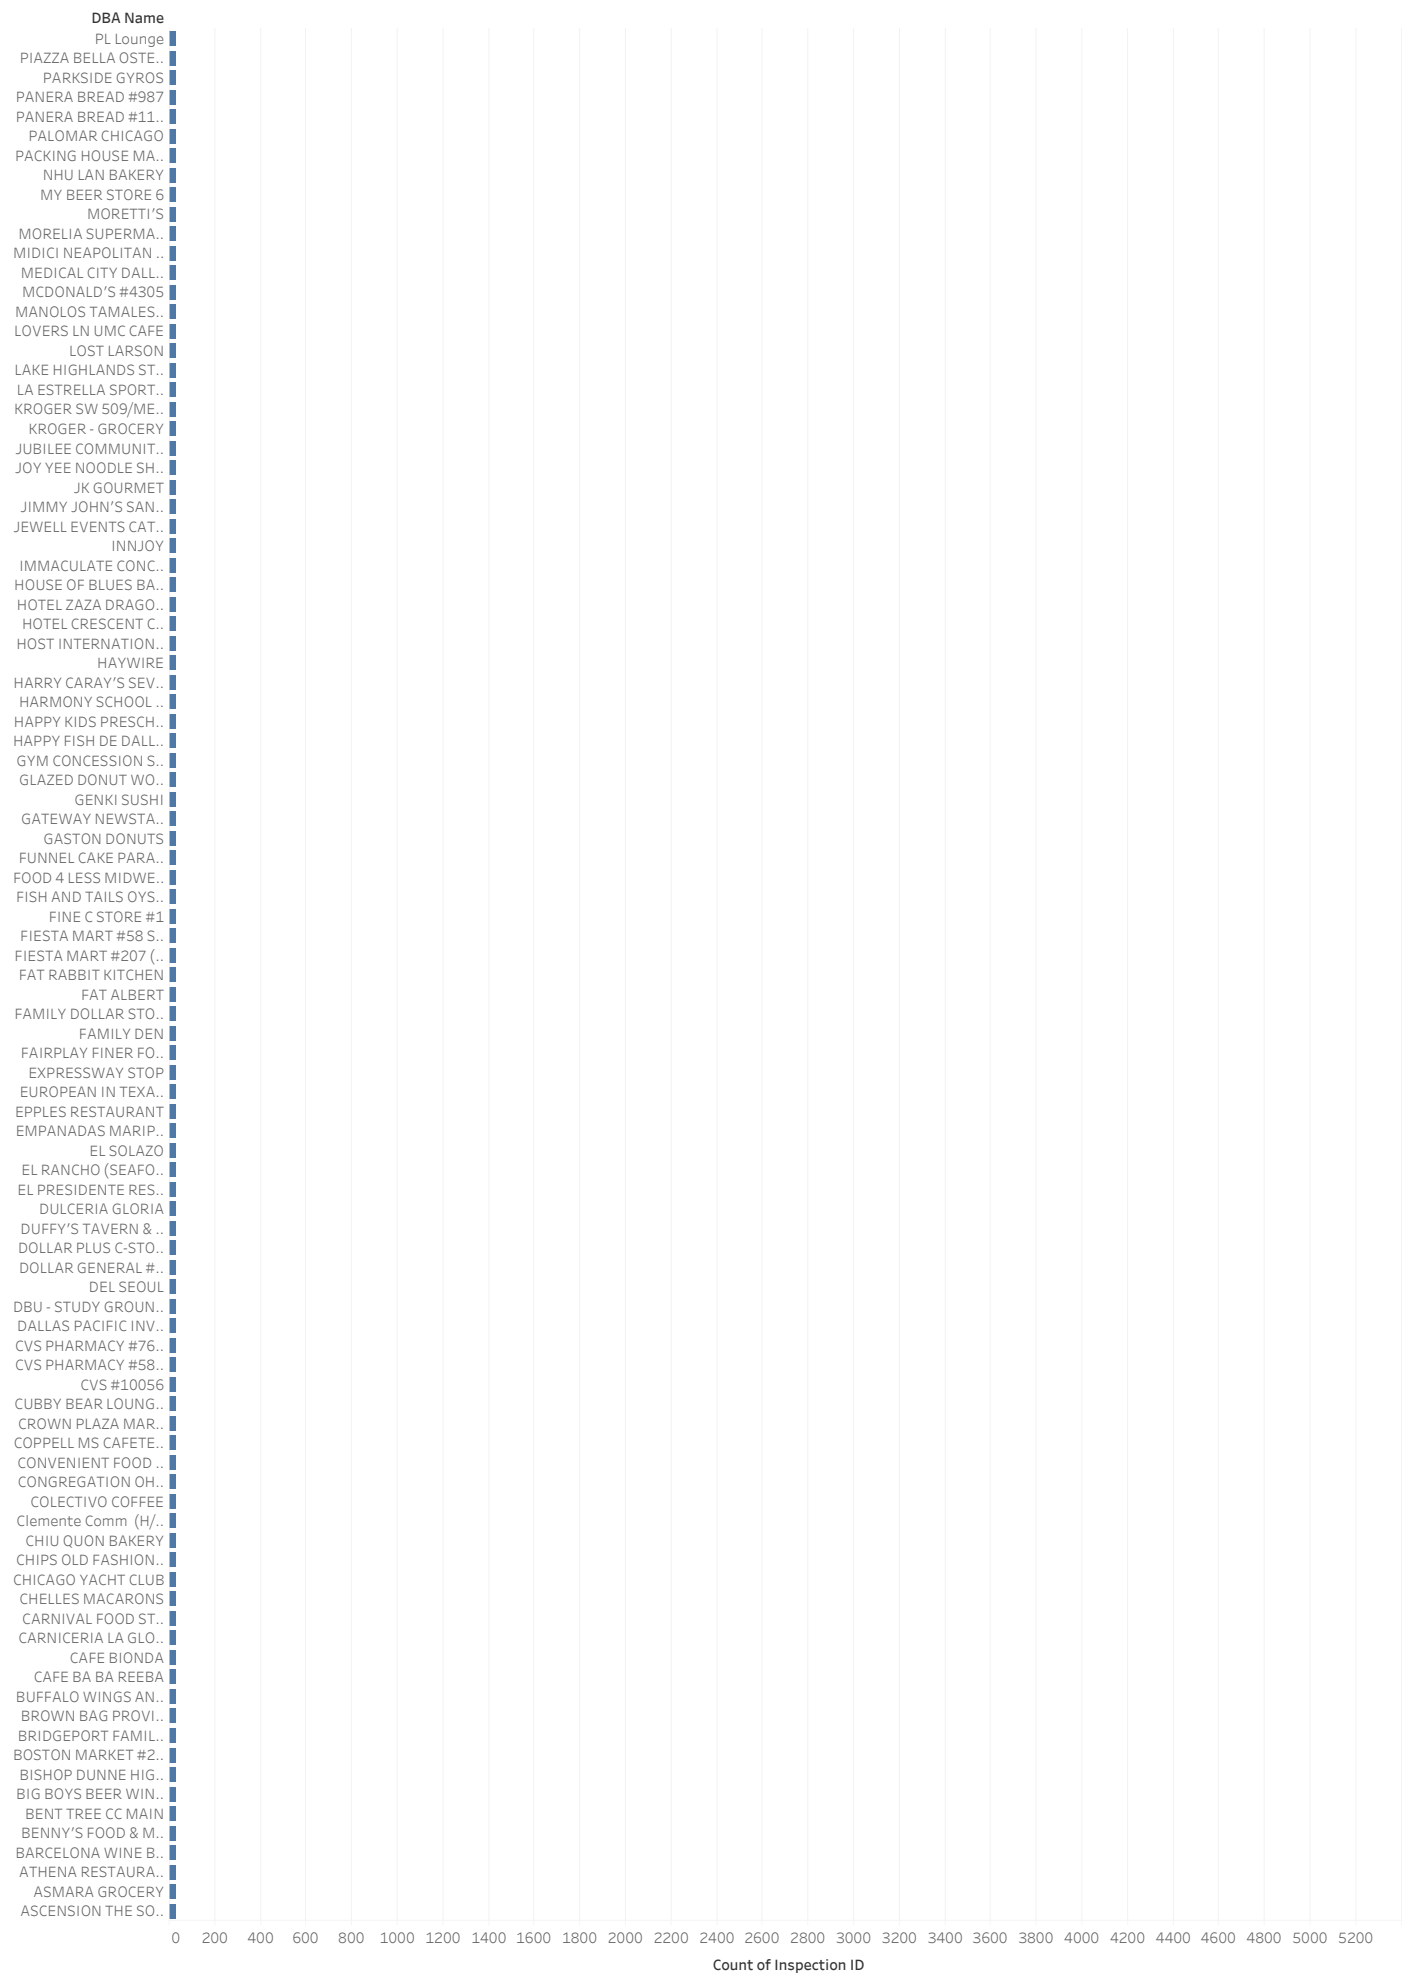 DBA Name
PL Lounge
PIAZZA BELLA OSTE..
PARKSIDE GYROS
PANERA BREAD #987
PANERA BREAD #11..
PALOMAR CHICAGO
PACKING HOUSE MA..
NHU LAN BAKERY
MY BEER STORE 6
MORETTI'S
MORELIA SUPERMA..
MIDICI NEAPOLITAN ..
MEDICAL CITY DALL..
MCDONALD'S #4305
MANOLOS TAMALES..
LOVERS LN UMC CAFE
LOST LARSON
LAKE HIGHLANDS ST..
LA ESTRELLA SPORT..
KROGER SW 509/ME..
KROGER - GROCERY
JUBILEE COMMUNIT..
JOY YEE NOODLE SH..
JK GOURMET
JIMMY JOHN'S SAN..
JEWELL EVENTS CAT..
INNJOY
IMMACULATE CONC..
HOUSE OF BLUES BA..
HOTEL ZAZA DRAGO..
HOTEL CRESCENT C..
HOST INTERNATION..
HAYWIRE
HARRY CARAY'S SEV..
HARMONY SCHOOL ..
HAPPY KIDS PRESCH..
HAPPY FISH DE DALL..
GYM CONCESSION S..
GLAZED DONUT WO..
GENKI SUSHI
GATEWAY NEWSTA..
GASTON DONUTS
FUNNEL CAKE PARA..
FOOD 4 LESS MIDWE..
FISH AND TAILS OYS..
FINE C STORE #1
FIESTA MART #58 S..
FIESTA MART #207 (..
FAT RABBIT KITCHEN
FAT ALBERT
FAMILY DOLLAR STO..
FAMILY DEN
FAIRPLAY FINER FO..
EXPRESSWAY STOP
EUROPEAN IN TEXA..
EPPLES RESTAURANT
EMPANADAS MARIP..
EL SOLAZO
EL RANCHO (SEAFO..
EL PRESIDENTE RES..
DULCERIA GLORIA
DUFFY'S TAVERN & ..
DOLLAR PLUS C-STO..
DOLLAR GENERAL #..
DEL SEOUL
DBU - STUDY GROUN..
DALLAS PACIFIC INV..
CVS PHARMACY #76..
CVS PHARMACY #58..
CVS #10056
CUBBY BEAR LOUNG..
CROWN PLAZA MAR..
COPPELL MS CAFETE..
CONVENIENT FOOD ..
CONGREGATION OH..
COLECTIVO COFFEE
Clemente Comm  (H/..
CHIU QUON BAKERY
CHIPS OLD FASHION..
CHICAGO YACHT CLUB
CHELLES MACARONS
CARNIVAL FOOD ST..
CARNICERIA LA GLO..
CAFE BIONDA
CAFE BA BA REEBA
BUFFALO WINGS AN..
BROWN BAG PROVI..
BRIDGEPORT FAMIL..
BOSTON MARKET #2..
BISHOP DUNNE HIG..
BIG BOYS BEER WIN..
BENT TREE CC MAIN
BENNY'S FOOD & M..
BARCELONA WINE B..
ATHENA RESTAURA..
ASMARA GROCERY
ASCENSION THE SO..
0 200 400 600 800 1000 1200 1400 1600 1800 2000 2200 2400 2600 2800 3000 3200 3400 3600 3800 4000 4200 4400 4600 4800 5000 5200
Count of Inspection ID